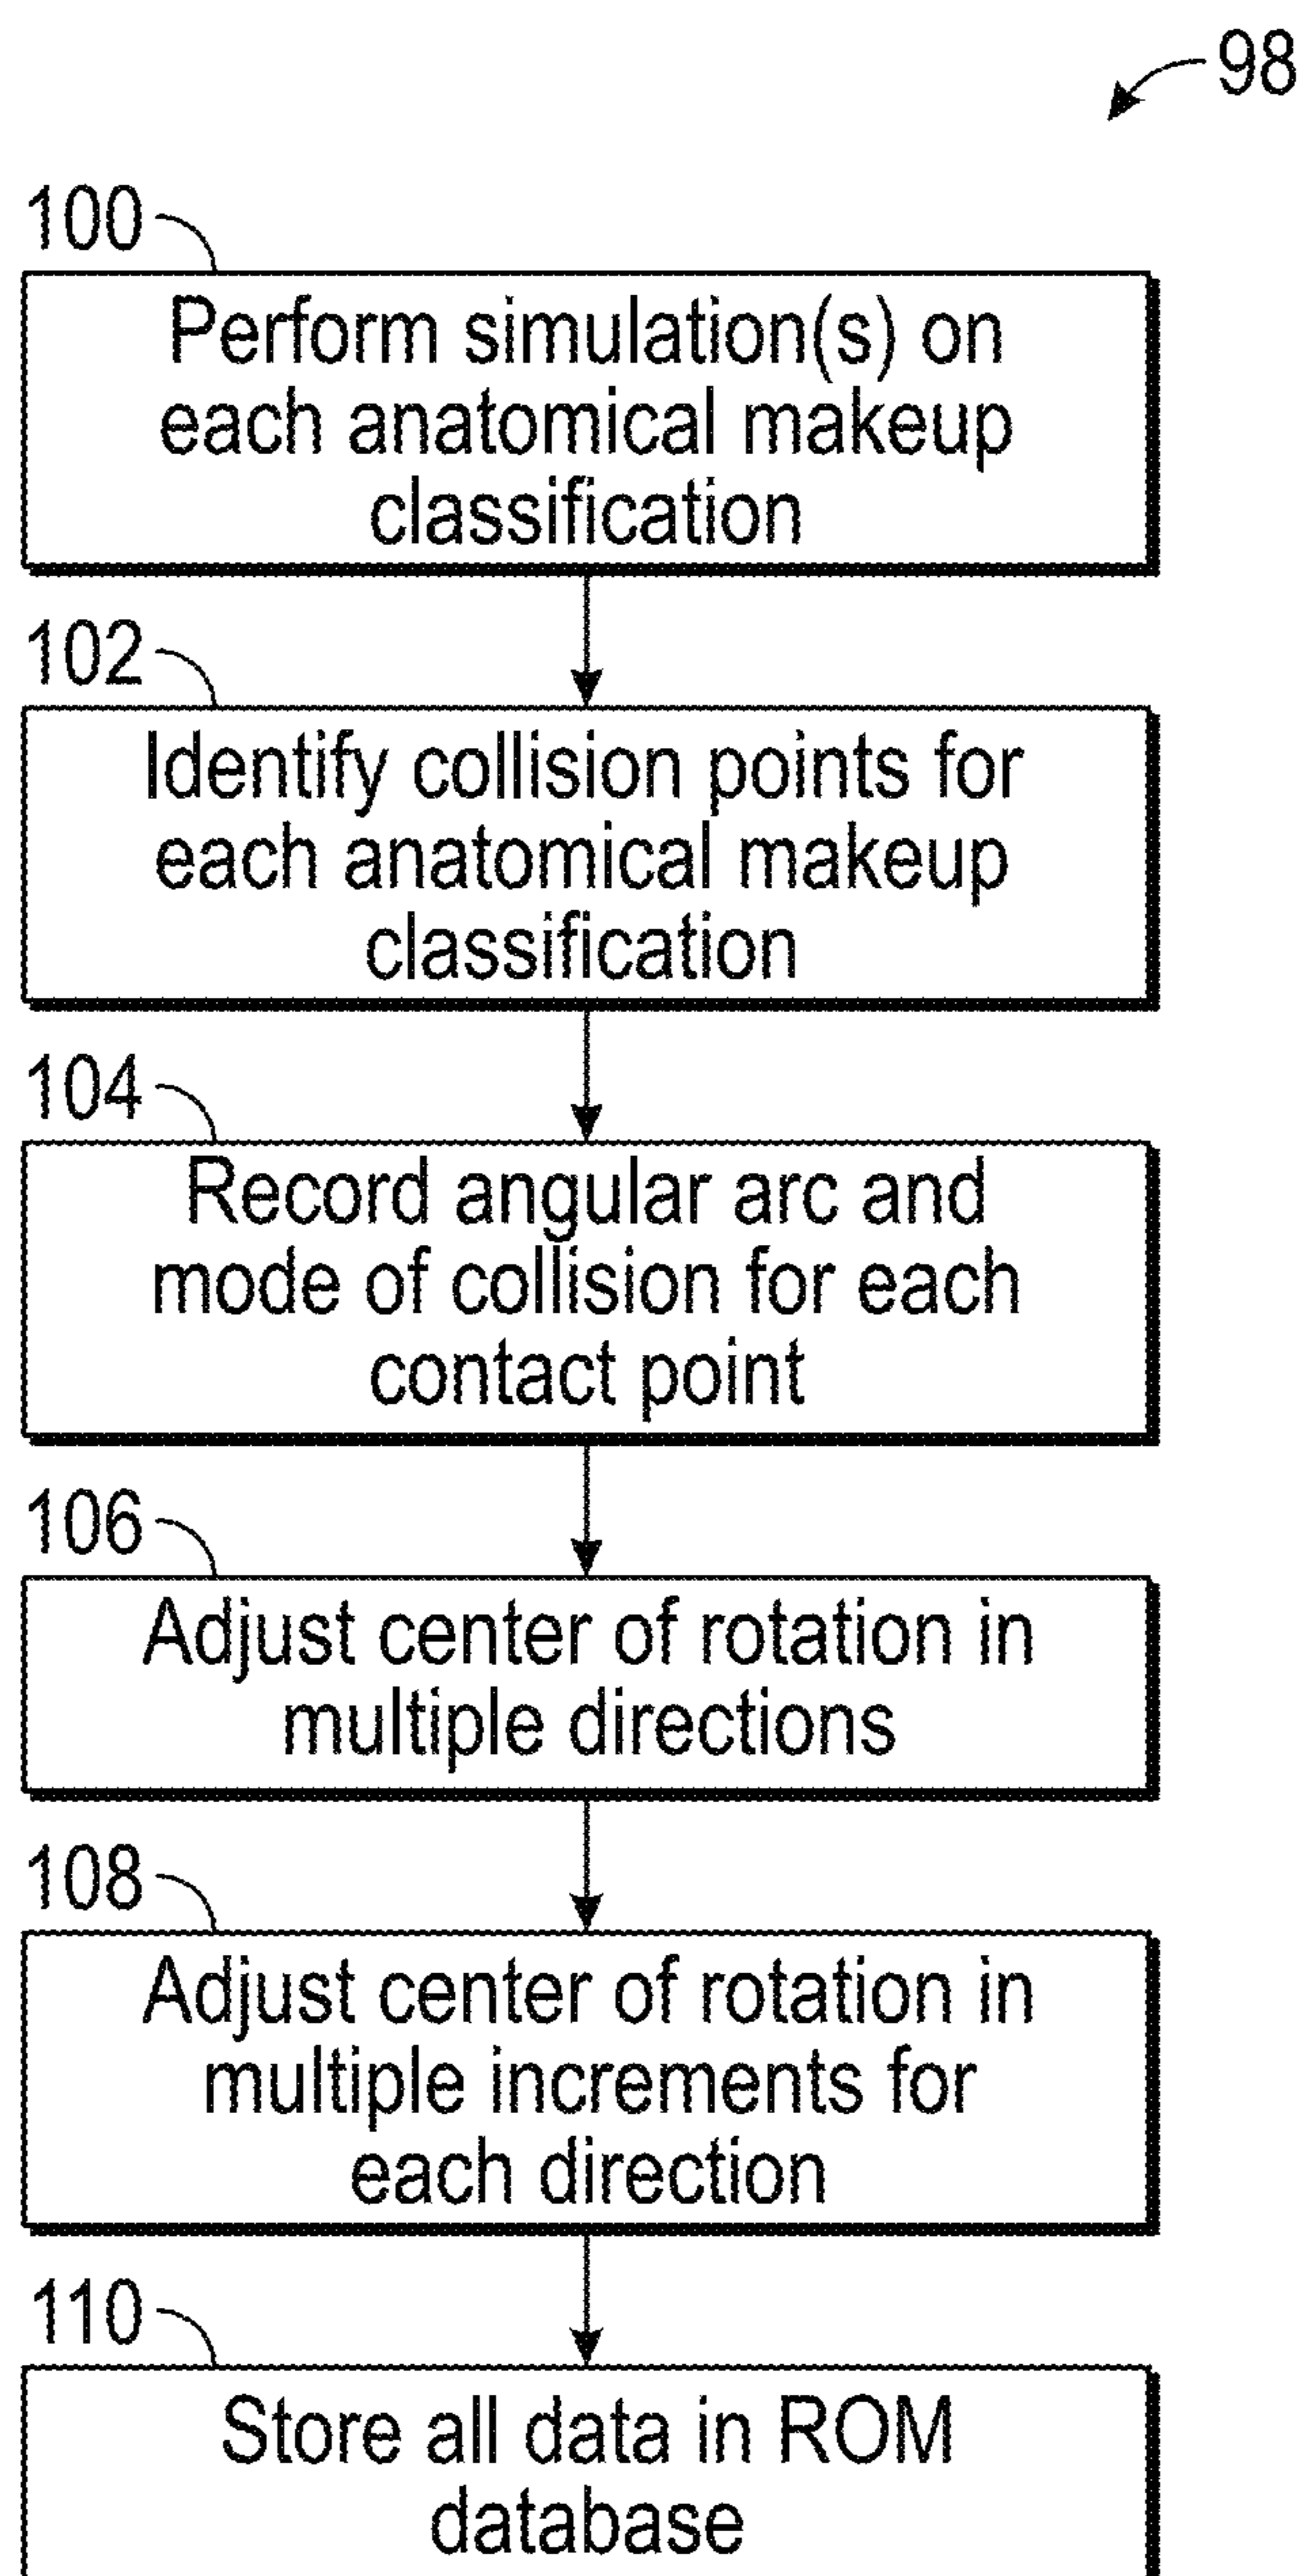 98
100
Perform simulation(s) on
each anatomical makeup
classification
102
Identify collision points for
each anatomical makeup
classification
104
Record angular arc and
mode of collision for each
contact point
106
Adjust center of rotation in
multiple directions
108
Adjust center of rotation in
multiple increments for
each direction
110
Store all data in ROM
database